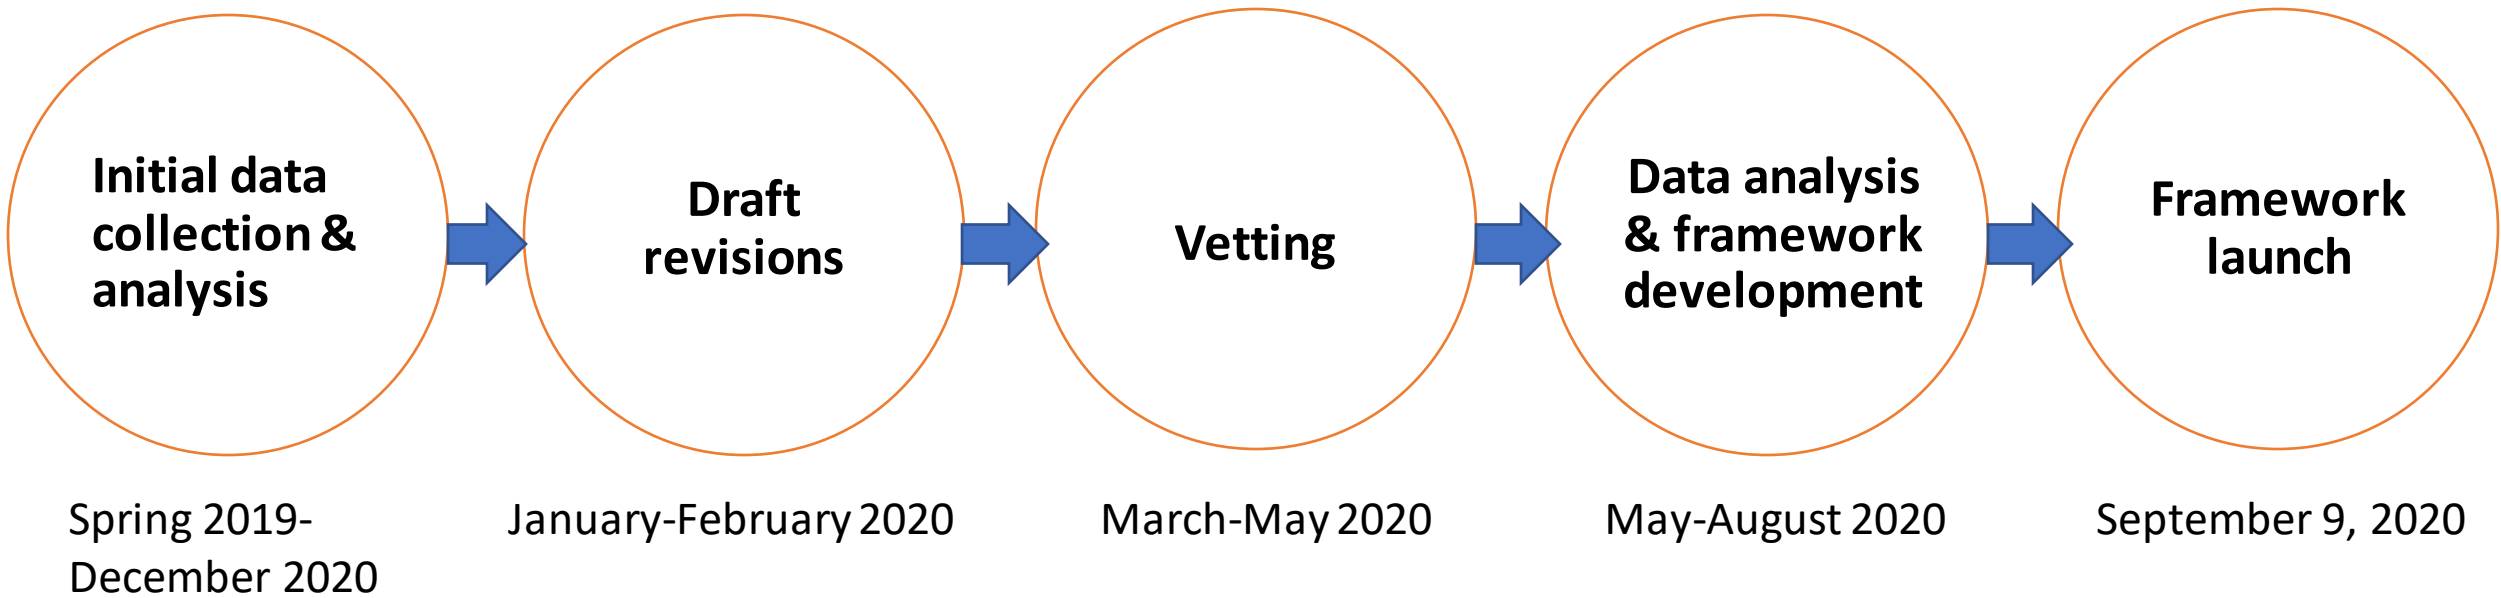 Initial data
collection &
analysis
Draft
revisions
Vetting
Data analysis
& framework
development
Framework
launch
Spring 2019-
December 2020
January-February 2020
March-May 2020
May-August 2020
September 9, 2020